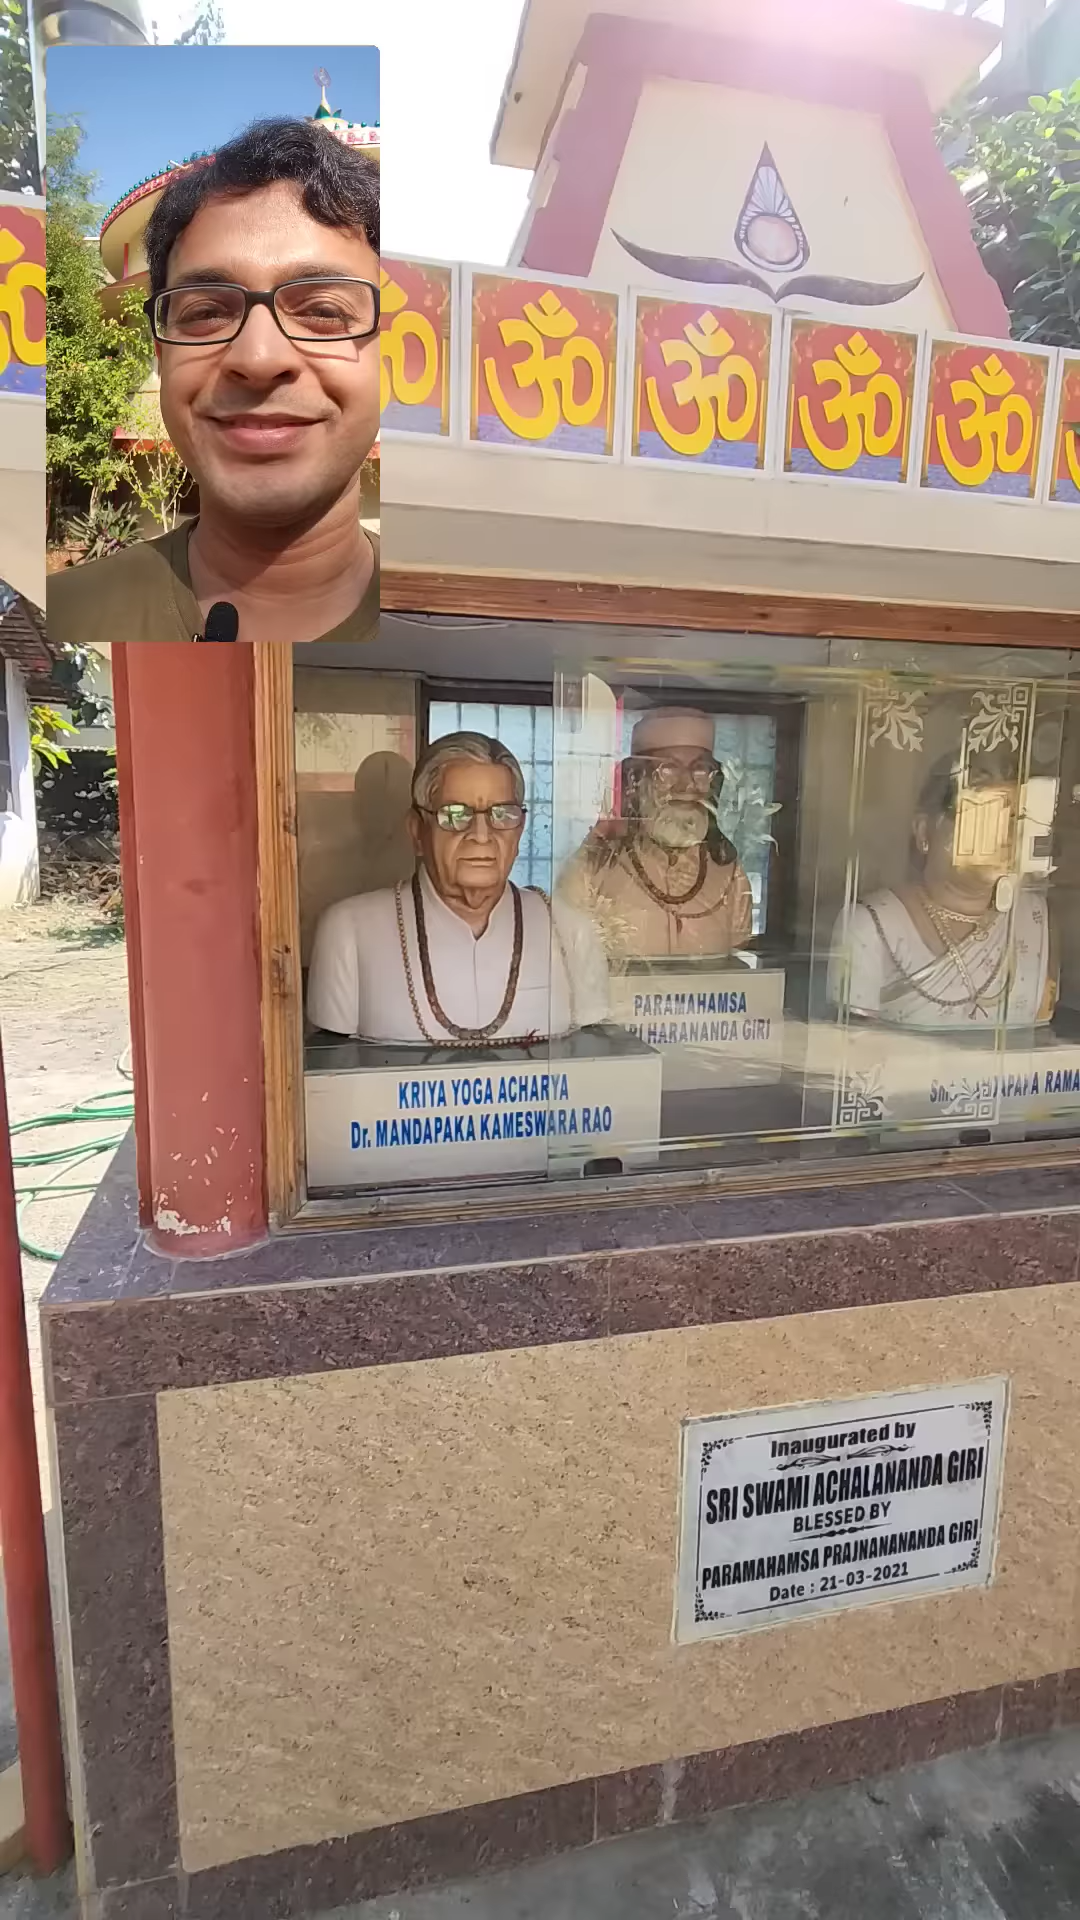 ॐ ॐ ॐ ॐ
PARAMAHAMSA
HARANANDA GIRI
KRIYA YOGA ACHARYA
Dr. MANDAPAKA KAMESWARA RAO
RAMA
Inaugurated by
SRI SWAMI ACHALANANDA GIRI
BLESSED BY
PARAMAHAMSA PRAJNANANANDA GIRI
Date : 21-03-2021